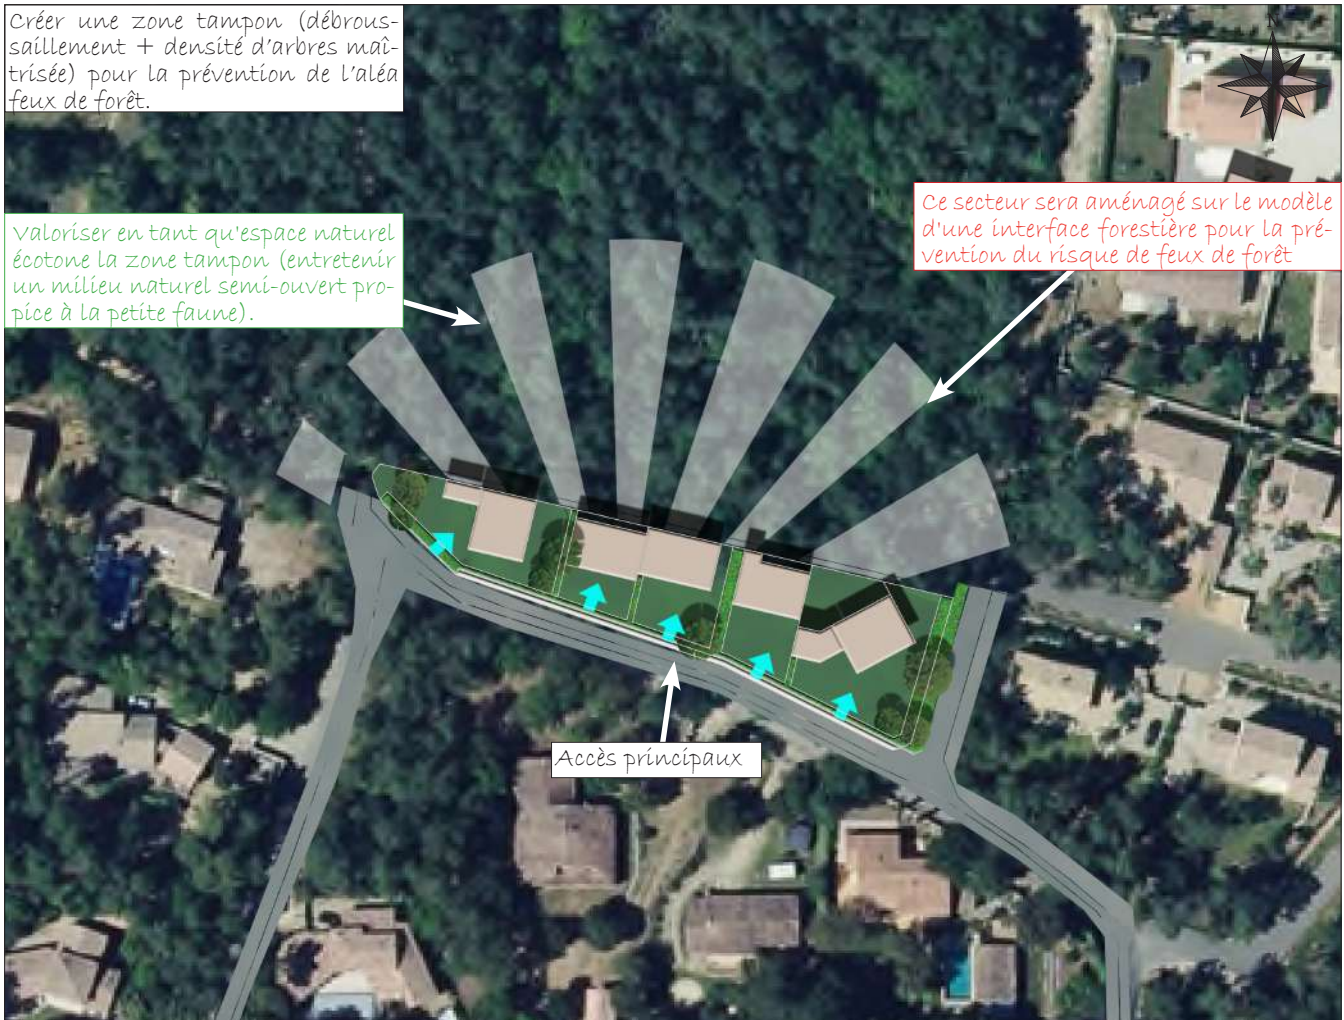 Créer une zone tampon (débrous-
saillement + densité d'arbres maî-
trisée) pour la prévention de l'aléa
feux de forêt.
N
Valoriser en tant qu'espace naturel
écotone la zone tampon (entretenir
un milieu naturel semi-ouvert pro-
pice à la petite faune).
Ce secteur sera aménagé sur le modèle
d'une interface forestière pour la pré-
vention du risque de feux de forêt
Accès principaux